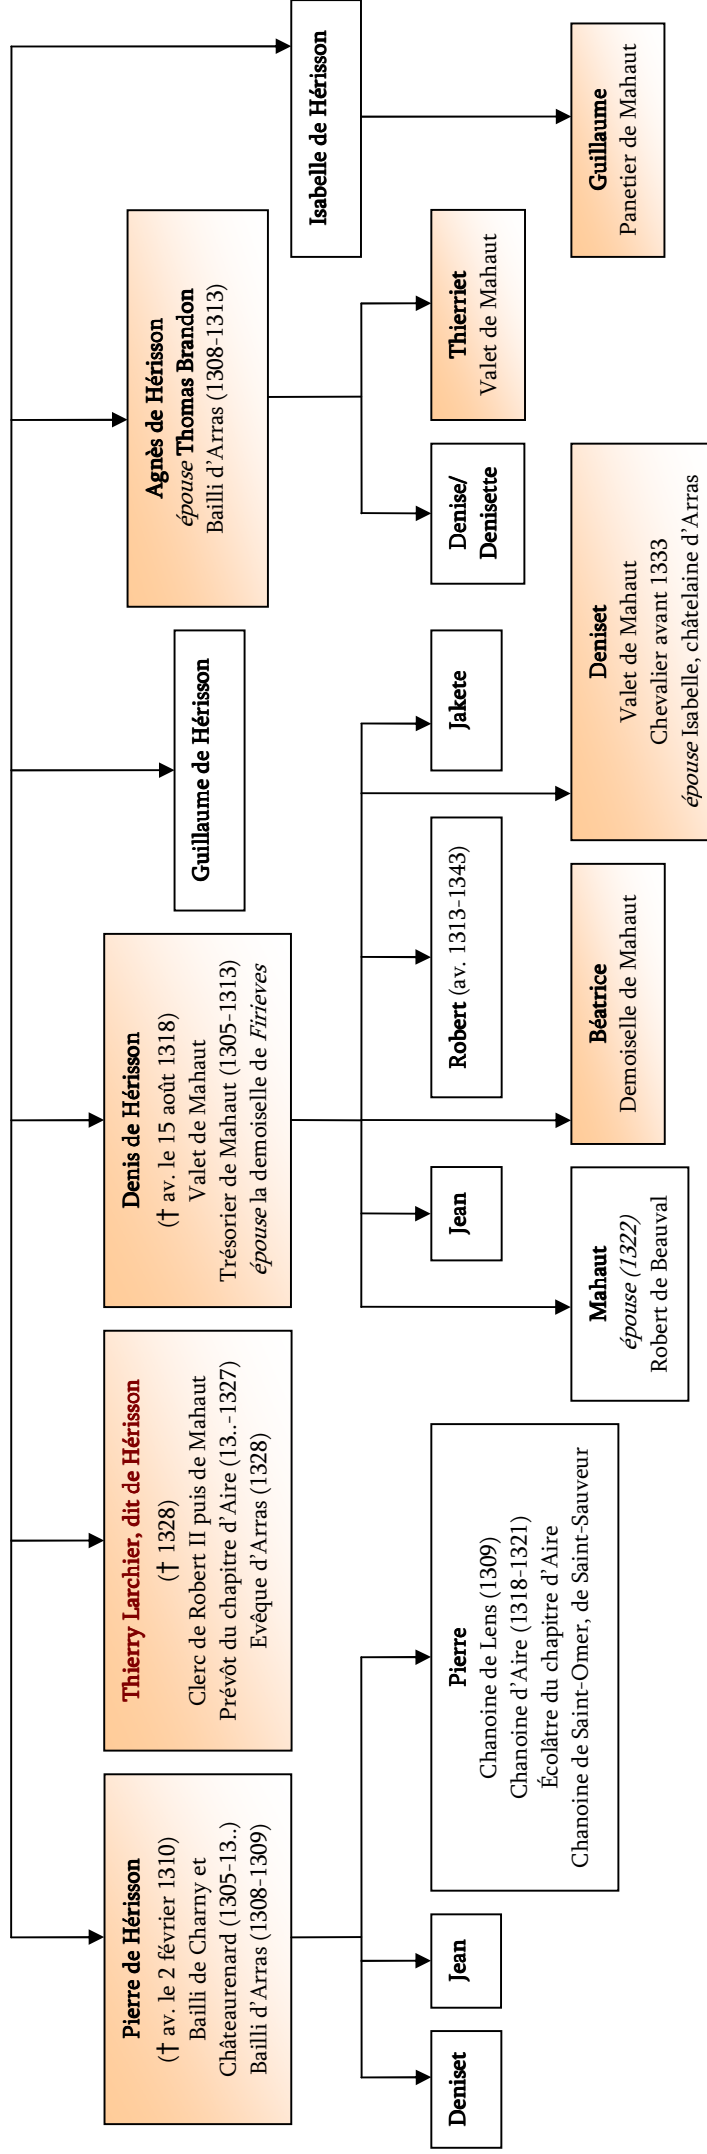 Pierre de Hérisson
(† av. le 2 février 1310)
Bailli de Charny et
Châteaurenard (1305-13..)
Bailli d'Arras (1308-1309)
Thierry Larchier, dit de Hérisson
(† 1328)
Clerc de Robert II puis de Mahaut
Prévôt du chapitre d'Aire (13..-1327)
Evêque d'Arras (1328)
Denis de Hérisson
(† av. le 15 août 1318)
Valet de Mahaut
Trésorier de Mahaut (1305-1313)
épouse la demoiselle de Firieves
Guillaume de Hérisson
Agnès de Hérisson
épouse Thomas Brandon
Bailli d'Arras (1308-1313)
Isabelle de Hérisson
Deniset
Jean
Pierre
Chanoine de Lens (1309)
Chanoine d'Aire (1318-1321)
Écolâtre du chapitre d'Aire
Chanoine de Saint-Omer, de Saint-Sauveur
Jean
Robert (av. 1313-1343)
Jakete
Denise/
Denisette
Thierriet
Valet de Mahaut
Mahaut
épouse (1322)
Robert de Beauval
Béatrice
Demoiselle de Mahaut
Deniset
Valet de Mahaut
Chevalier avant 1333
épouse Isabelle, châtelaine d'Arras
Guillaume
Panetier de Mahaut